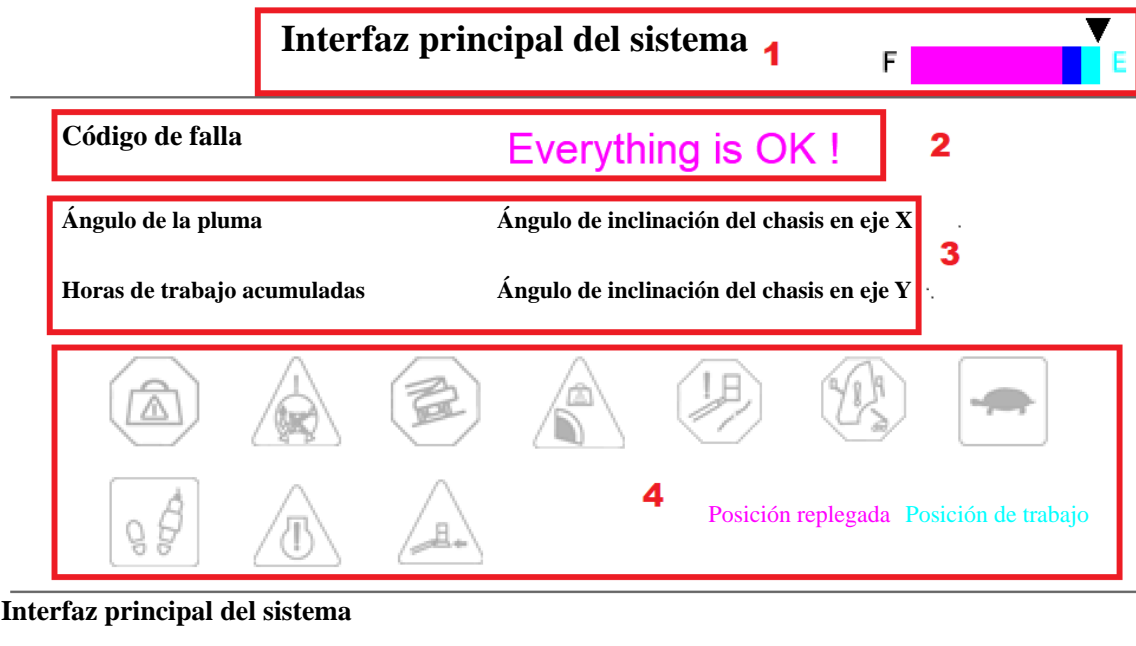 Interfaz principal del sistema 1 F E
Código de falla Everything is OK ! 2
Ángulo de la pluma Ángulo de inclinación del chasis en eje X
3
Horas de trabajo acumuladas Ángulo de inclinación del chasis en eje Y
4
Posición replegada Posición de trabajo
Interfaz principal del sistema